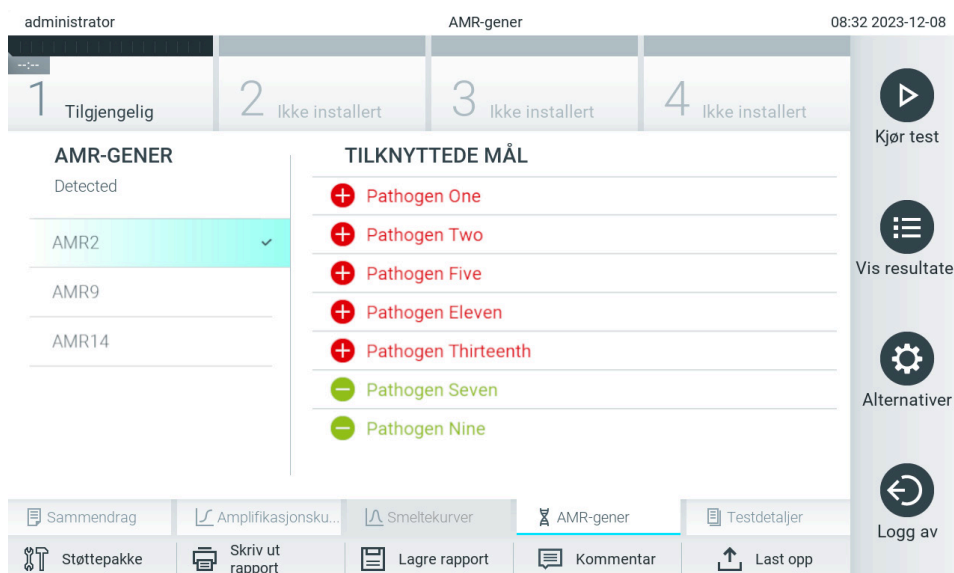 administrator AMR-gener 08:32 2023-12-08
--:--
1 Tilgjengelig 2 Ikke installert 3 Ikke installert 4 Ikke installert
Kjør test
AMR-GENER
Detected
AMR2
AMR9
AMR14
TILKNYTTEDE MÅL
Pathogen One
Pathogen Two
Pathogen Five
Pathogen Eleven
Pathogen Thirteenth
Pathogen Seven
Pathogen Nine
Vis resultate
Alternativer
Logg av
Sammendrag Amplifikasjonsku... Smeltekurver AMR-gener Testdetaljer
Støttepakke Skriv ut rapport Lagre rapport Kommentar Last opp